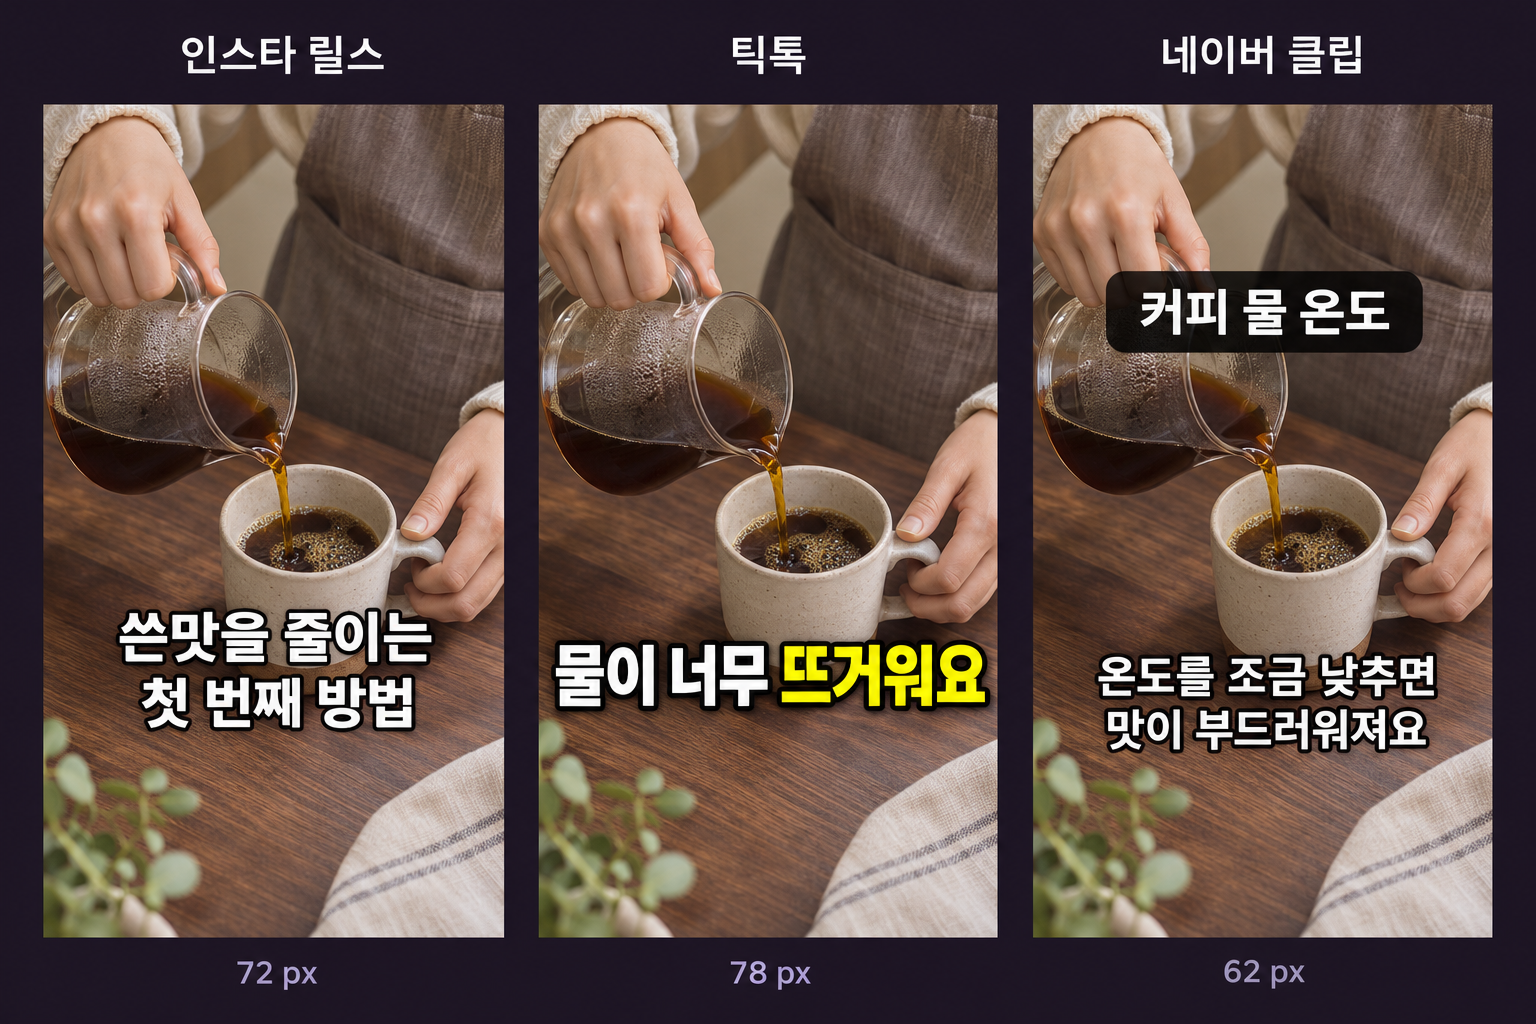 인스타 릴스
틱톡
네이버 클립
쓴맛을 줄이는
첫 번째 방법
물이 너무 뜨거워요
커피 물 온도
온도를 조금 낮추면
맛이 부드러워져요
72 px
78 px
62 px